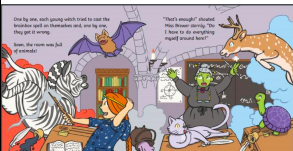 One by one, each young witch tried to cast the
brainbox spell on themselves and, one by one,
they got it wrong.
Soon, the room was full
of animals!
"That's enough!" shouted
Miss Brewer sternly. "Do
I have to do everything
myself around here?"